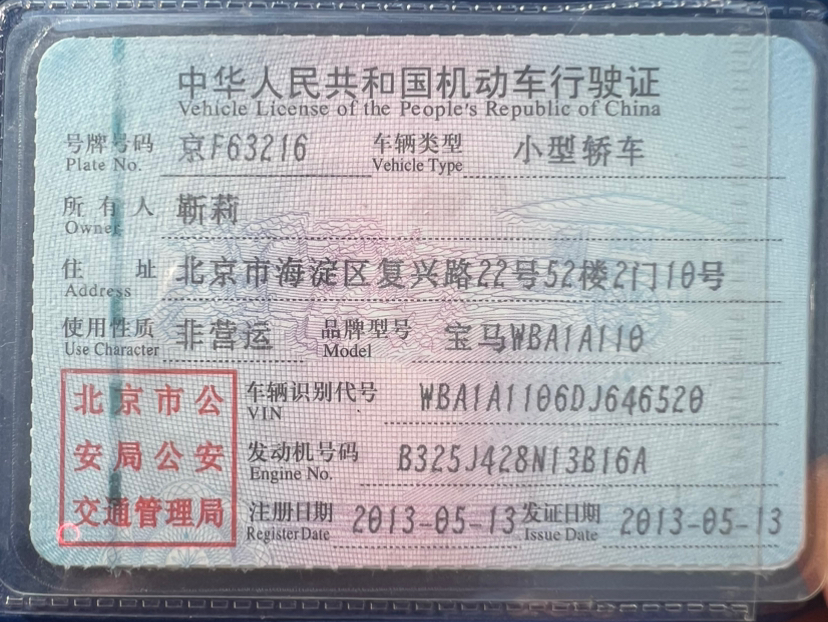 中华人民共和国机动车行驶证
Vehicle License of the People's Republic of China
号牌号码 京F63216 车辆类型 小型轿车
Plate No. Vehicle Type
所有人 靳莉
Owner
住址 北京市海淀区复兴路22号52楼2门10号
Address
使用性质 非营运 品牌型号 宝马WBA1A110
Use Character Model
北京市公
安局公安
交通管理局
车辆识别代号 WBA1A1106DJ646520
VIN
发动机号码 B325J428N13B16A
Engine No.
注册日期 2013-05-13 发证日期 2013-05-13
Register Date Issue Date